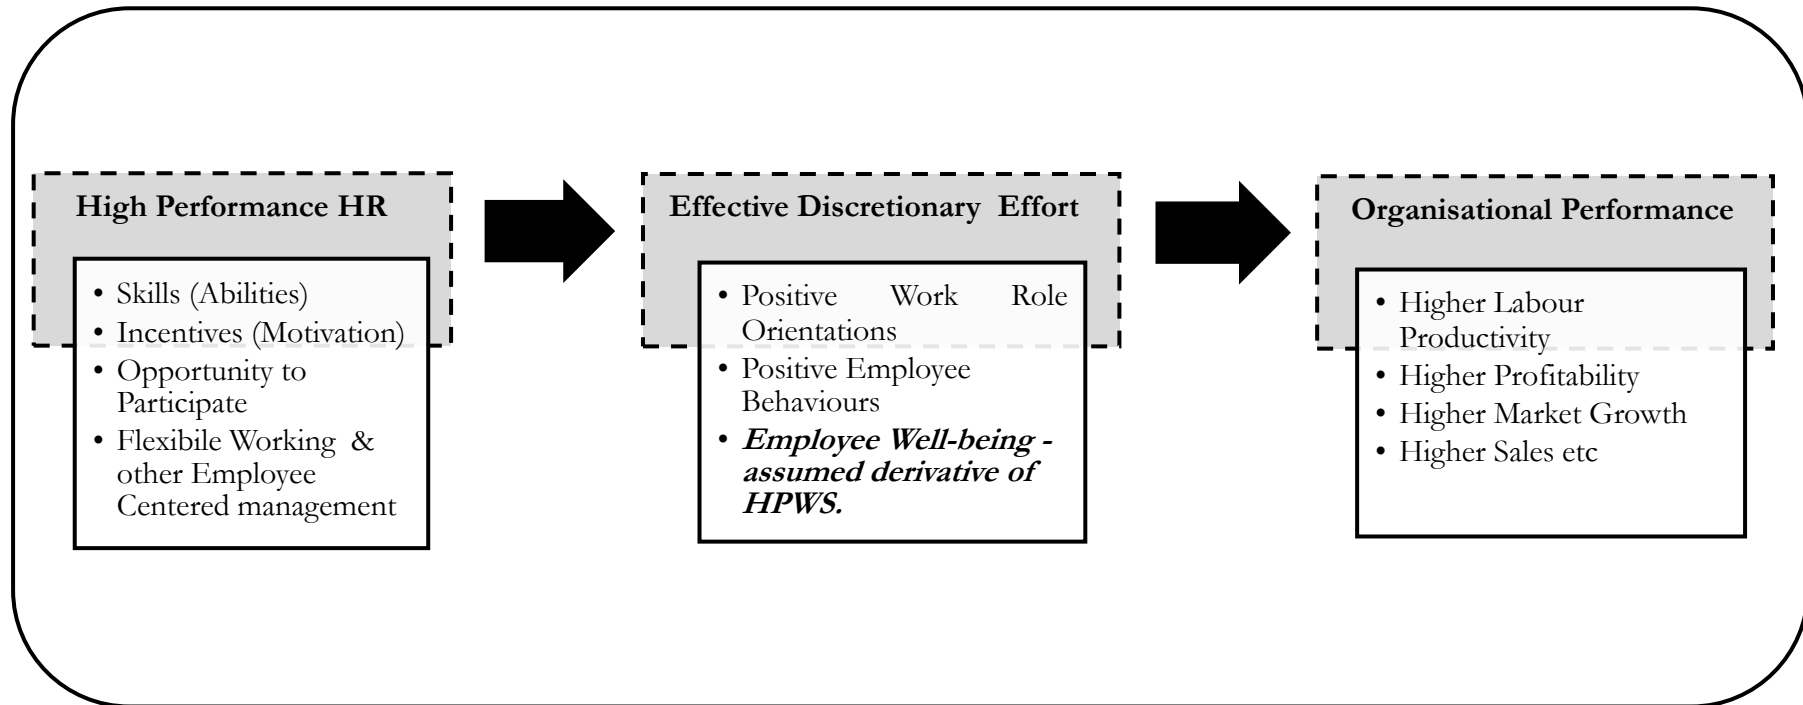 High Performance HR
• Skills (Abilities)
• Incentives (Motivation)
• Opportunity to
Participate
• Flexibile Working &
other Employee
Centered management
Effective Discretionary Effort
• Positive Work Role
Orientations
• Positive Employee
Behaviours
• Employee Well-being -
assumed derivative of
HPWS.
Organisational Performance
• Higher Labour
Productivity
• Higher Profitability
• Higher Market Growth
• Higher Sales etc